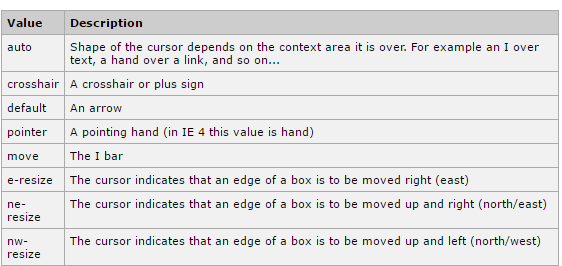 Value Description
auto Shape of the cursor depends on the context area it is over. For example an I over
text, a hand over a link, and so on...
crosshair A crosshair or plus sign
default An arrow
pointer A pointing hand (in IE 4 this value is hand)
move The I bar
e-resize The cursor indicates that an edge of a box is to be moved right (east)
ne- The cursor indicates that an edge of a box is to be moved up and right (north/east)
resize
nw- The cursor indicates that an edge of a box is to be moved up and left (north/west)
resize